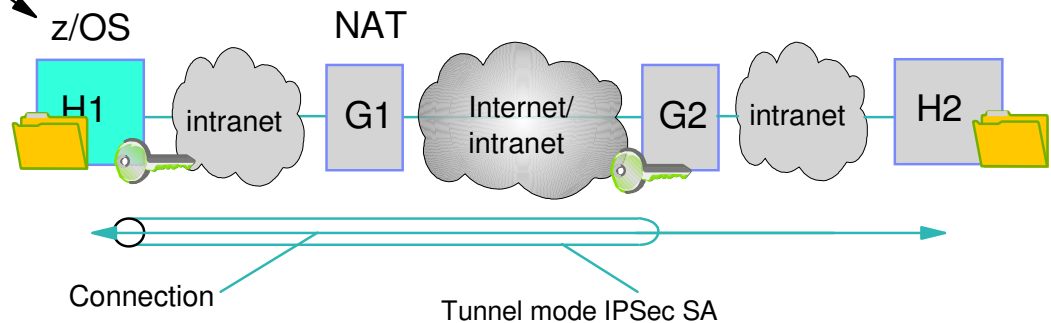 z/OS
NAT
H1
intranet
G1
Internet/
intranet
G2
intranet
H2
Connection
Tunnel mode IPSec SA